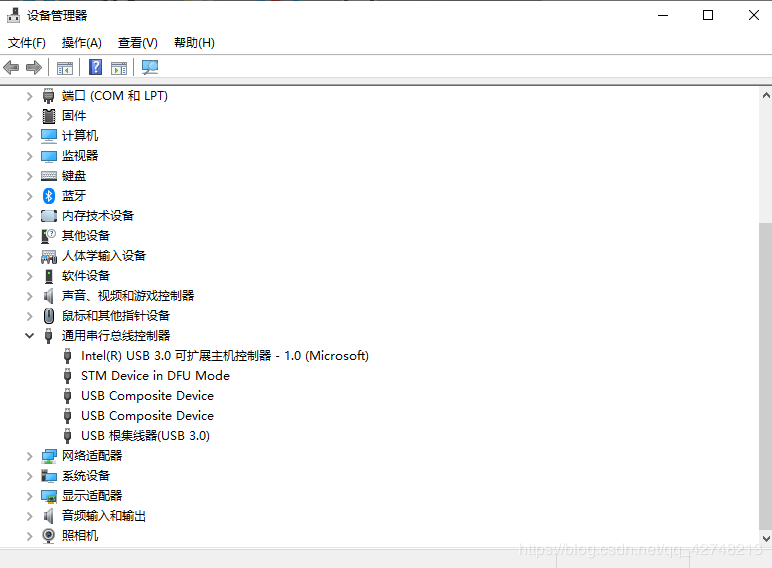 设备管理器
文件(F) 操作(A) 查看(V) 帮助(H)
端口 (COM 和 LPT)
固件
计算机
监视器
键盘
蓝牙
内存技术设备
其他设备
人体学输入设备
软件设备
声音、视频和游戏控制器
鼠标和其他指针设备
通用串行总线控制器
Intel(R) USB 3.0 可扩展主机控制器 - 1.0 (Microsoft)
STM Device in DFU Mode
USB Composite Device
USB Composite Device
USB 根集线器(USB 3.0)
网络适配器
系统设备
显示适配器
音频输入和输出
照相机
https://blog.csdn.net/qq_42748213